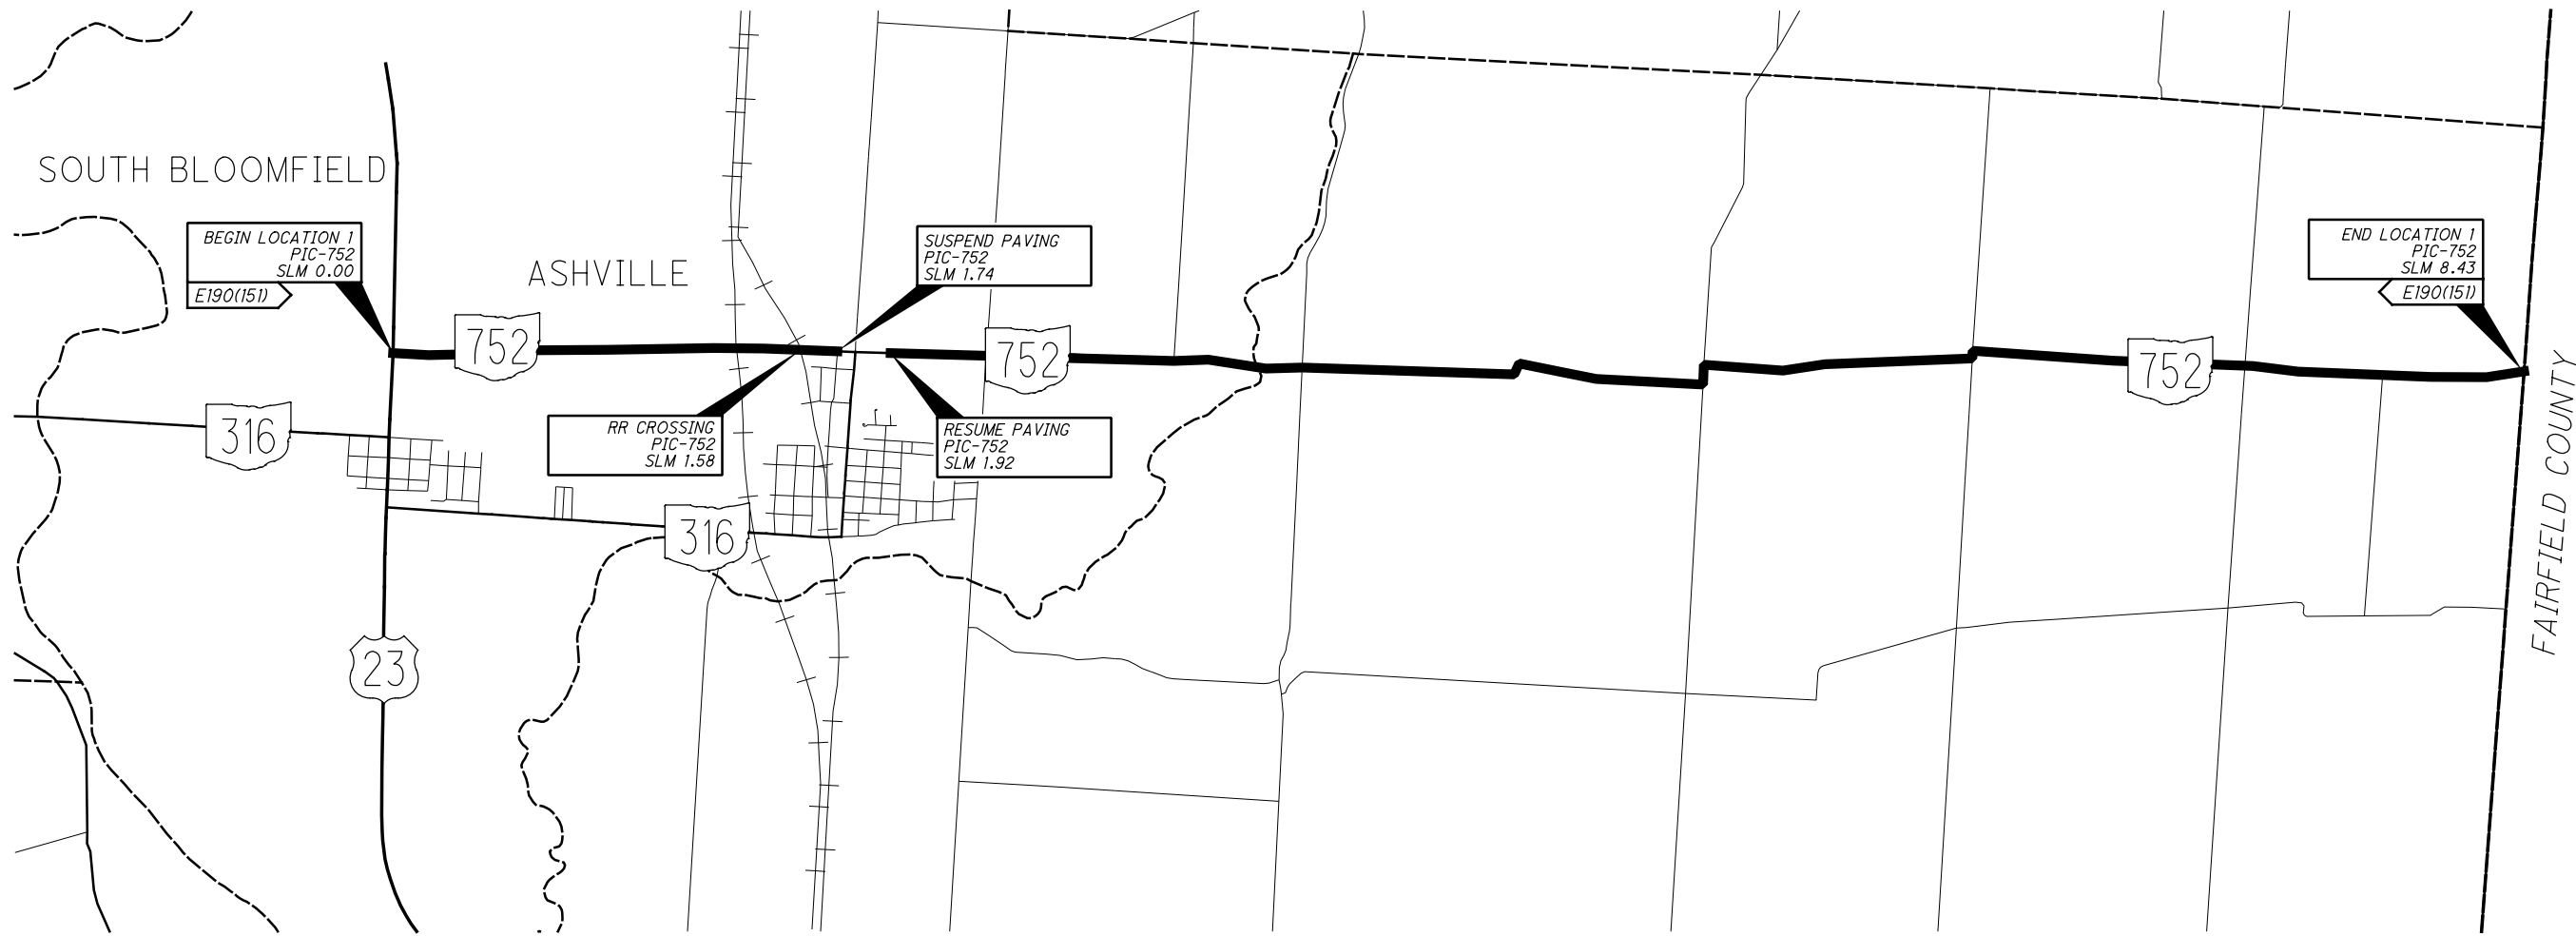 SOUTH BLOOMFIELD
BEGIN LOCATION 1
PIC-752
SLM 0.00
E190(151)
ASHVILLE
SUSPEND PAVING
PIC-752
SLM 1.74
END LOCATION 1
PIC-752
SLM 8.43
E190(151)
752
752
752
316
RR CROSSING
PIC-752
SLM 1.58
RESUME PAVING
PIC-752
SLM 1.92
316
23
FAIRFIELD COUNTY